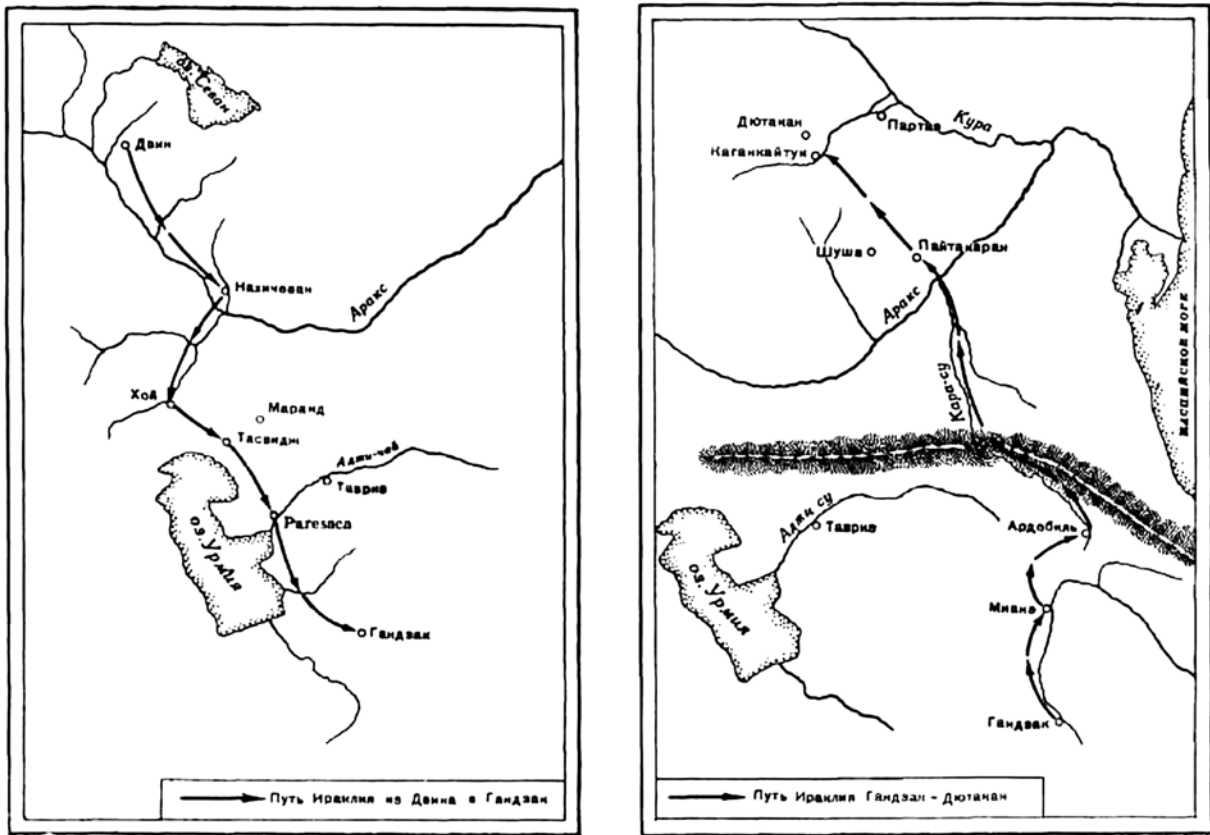 оз. Севан
Двин
Нахичеван
Аракс
Хой
Маранд
Тасвидж
Аджи-чай
Тавриз
Paresaca
оз. Урмия
Гандзак
Путь Ираклия из Двина в Гандзак
Дютакан
Партав
Кура
Каганкайтук
Шуша
Пайтакаран
Аракс
Кара-су
КАСПИЙСКОЕ МОРЕ
Аджи су
Тавриз
Ардобиль
оз. Урмия
Миана
Гандзак
Путь Ираклия Гандзак - Дютакан